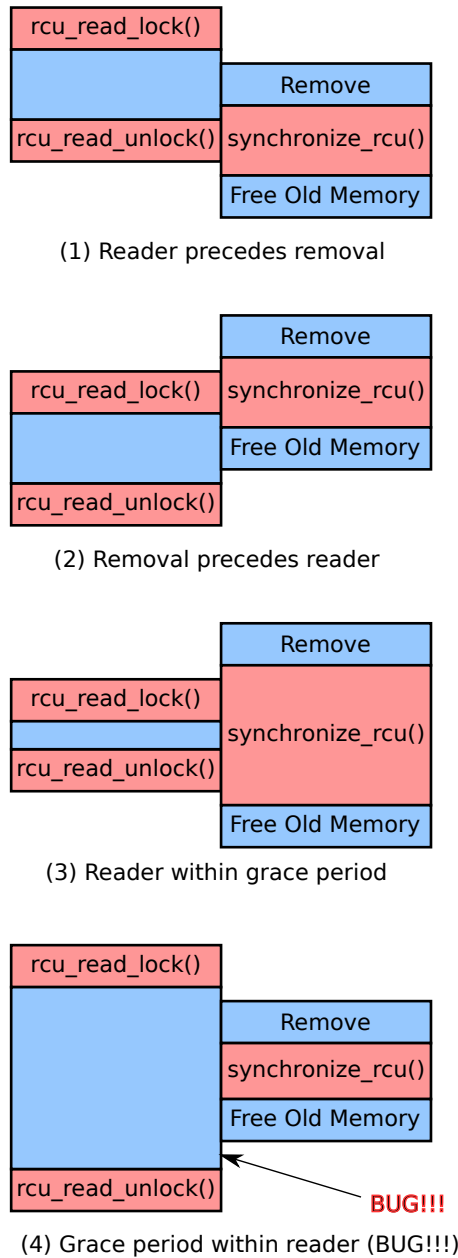 rcu_read_lock()
Remove
rcu_read_unlock()
synchronize_rcu()
Free Old Memory
(1) Reader precedes removal
Remove
rcu_read_lock()
synchronize_rcu()
Free Old Memory
rcu_read_unlock()
(2) Removal precedes reader
Remove
rcu_read_lock()
synchronize_rcu()
rcu_read_unlock()
Free Old Memory
(3) Reader within grace period
rcu_read_lock()
Remove
synchronize_rcu()
Free Old Memory
rcu_read_unlock()
BUG!!!
(4) Grace period within reader (BUG!!!)